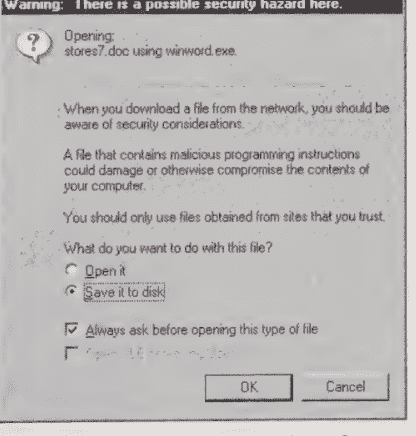 Warning: There is a possible security hazard here.
?
Opening:
stores7.doc using winword.exe.
When you download a file from the network, you should be
aware of security considerations.
A file that contains malicious programming instructions
could damage or otherwise compromise the contents of
your computer.
You should only use files obtained from sites that you trust.
What do you want to do with this file?
Open it
Save it to disk
Always ask before opening this type of file
OK
Cancel